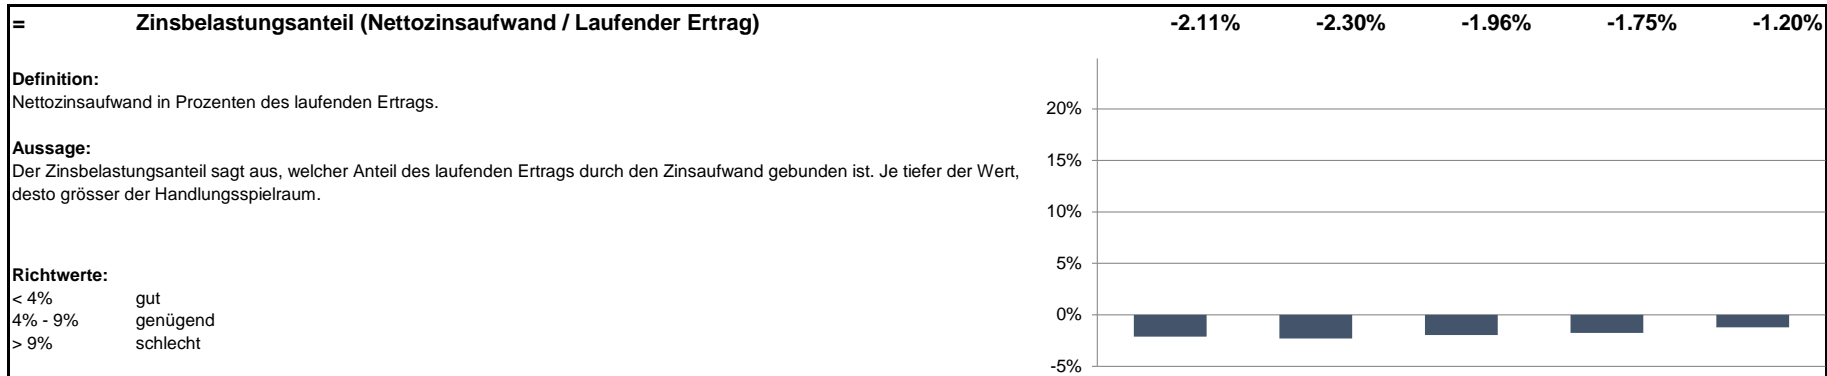 = Zinsbelastungsanteil (Nettozinsaufwand / Laufender Ertrag) -2.11% -2.30% -1.96% -1.75% -1.20%
Definition:
Nettozinsaufwand in Prozenten des laufenden Ertrags.
Aussage:
Der Zinsbelastungsanteil sagt aus, welcher Anteil des laufenden Ertrags durch den Zinsaufwand gebunden ist. Je tiefer der Wert,
desto grösser der Handlungsspielraum.
Richtwerte:
< 4% gut
4% - 9% genügend
> 9% schlecht
20%
15%
10%
5%
0%
-5%